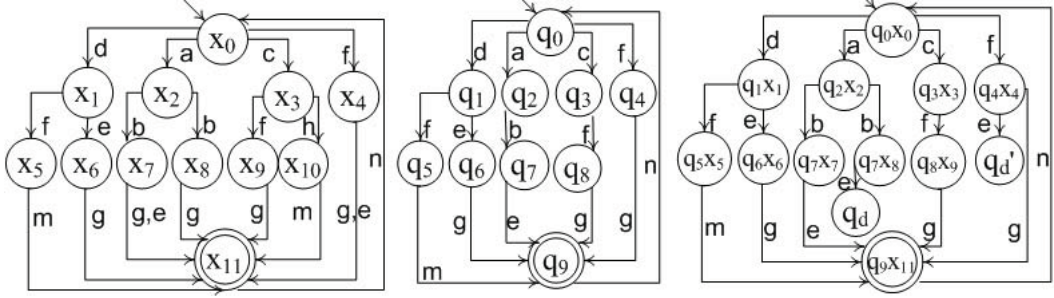 x0 q0 q0x0
d a c f d a c f d a c f
x1 x2 x3 x4 q1 q2 q3 q4 q1x1 q2x2 q3x3 q4x4
f e b b f h f e b f f e b b f e
x5 x6 x7 x8 x9 x10 n q5 q6 q7 q8 n q5x5 q6x6 q7x7 q7x8 q8x9 qd' n
e qd
m g g,e g g m g,e m g e g g m g e g g
x11 q9 q9x11